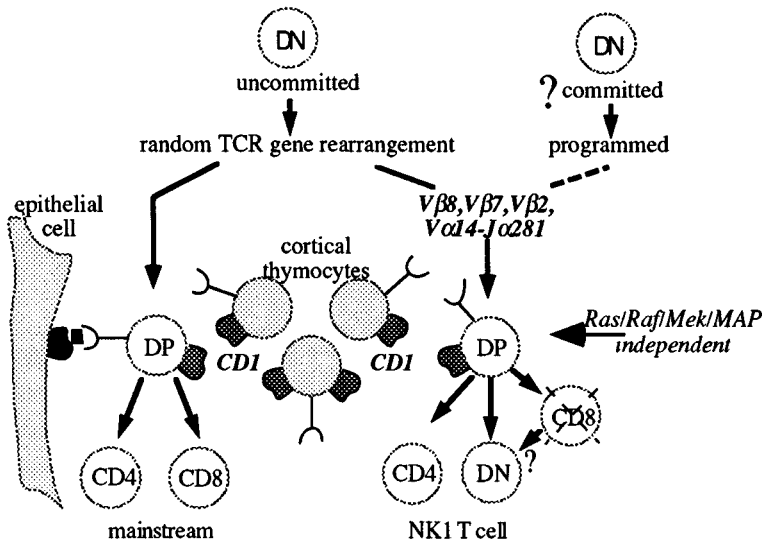 DN
uncommitted
random TCR gene rearrangement
DN
? committed
programmed
Vβ8,Vβ7,Vβ2,
Vα14-Jα281
epithelial
cell
cortical
thymocytes
DP
CD1
CD1
DP
Ras/Raf/Mek/MAP
independent
CD8
?
CD4
CD8
CD4
DN
mainstream
NK1 T cell